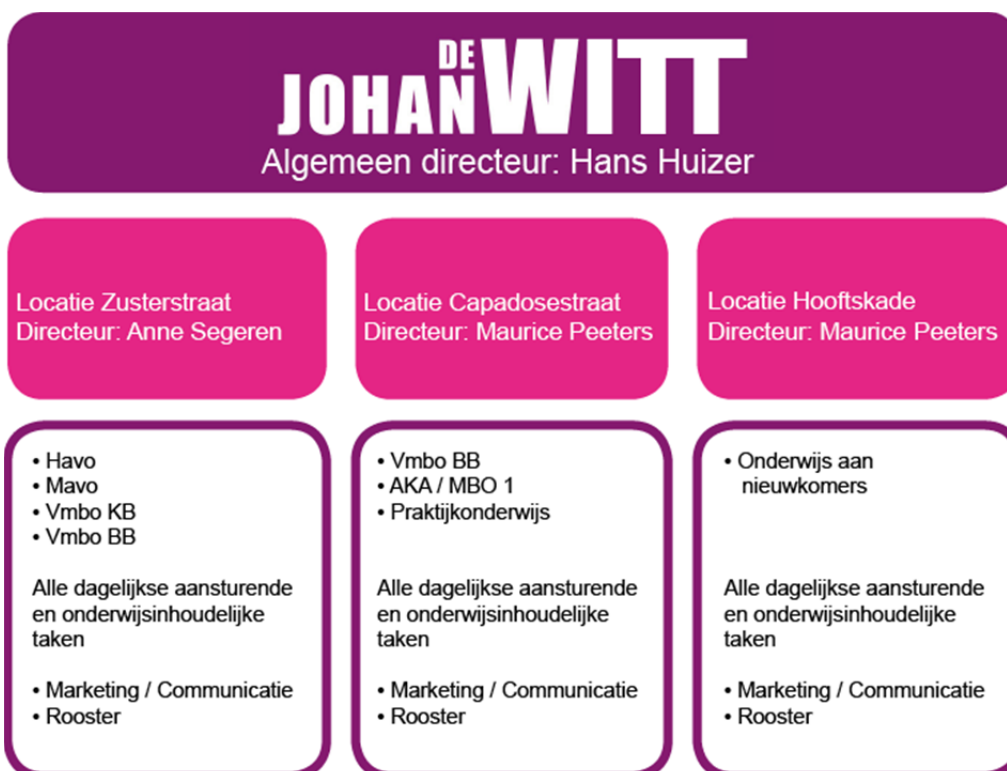 JOHAN DE WITT
Algemeen directeur: Hans Huizer
Locatie Zusterstraat
Directeur: Anne Segeren
Locatie Capadosestraat
Directeur: Maurice Peeters
Locatie Hooftskade
Directeur: Maurice Peeters
• Havo
• Mavo
• Vmbo KB
• Vmbo BB
Alle dagelijkse aansturende
en onderwijsinhoudelijke
taken
• Marketing / Communicatie
• Rooster
• Vmbo BB
• AKA / MBO 1
• Praktijkonderwijs
Alle dagelijkse aansturende
en onderwijsinhoudelijke
taken
• Marketing / Communicatie
• Rooster
• Onderwijs aan
nieuwkomers
Alle dagelijkse aansturende
en onderwijsinhoudelijke
taken
• Marketing / Communicatie
• Rooster